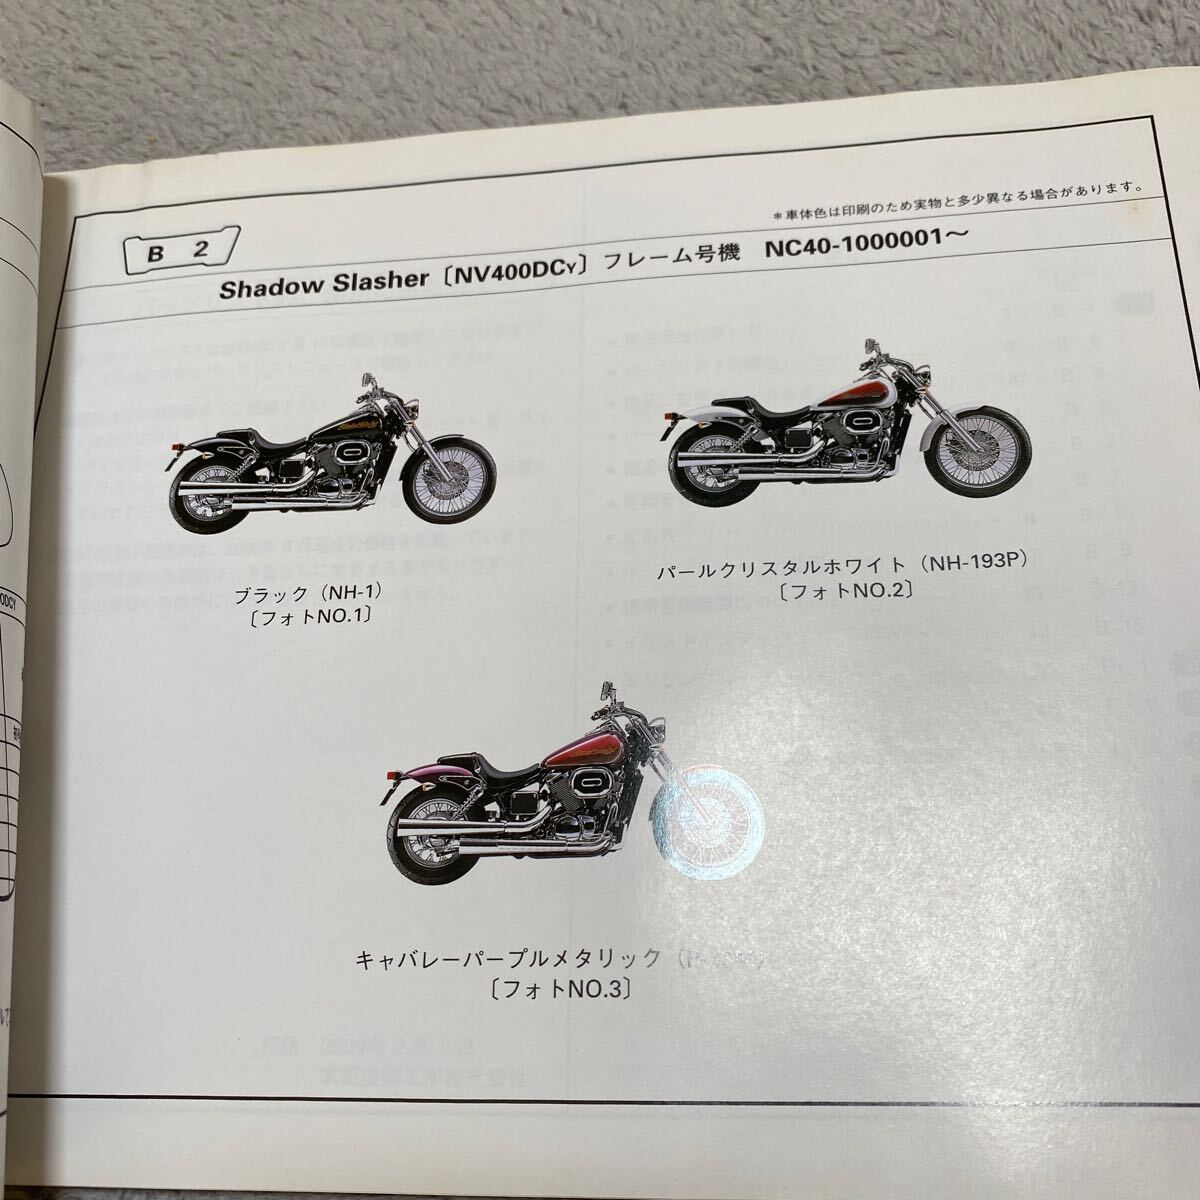 *車体色は印刷のため実物と多少異なる場合があります。
B 2
Shadow Slasher〔NV400DCY〕フレーム号機 NC40-1000001〜
ブラック（NH-1）
〔フォトNO.1〕
パールクリスタルホワイト（NH-193P）
〔フォトNO.2〕
キャバレーパープルメタリック
〔フォトNO.3〕
0DCY